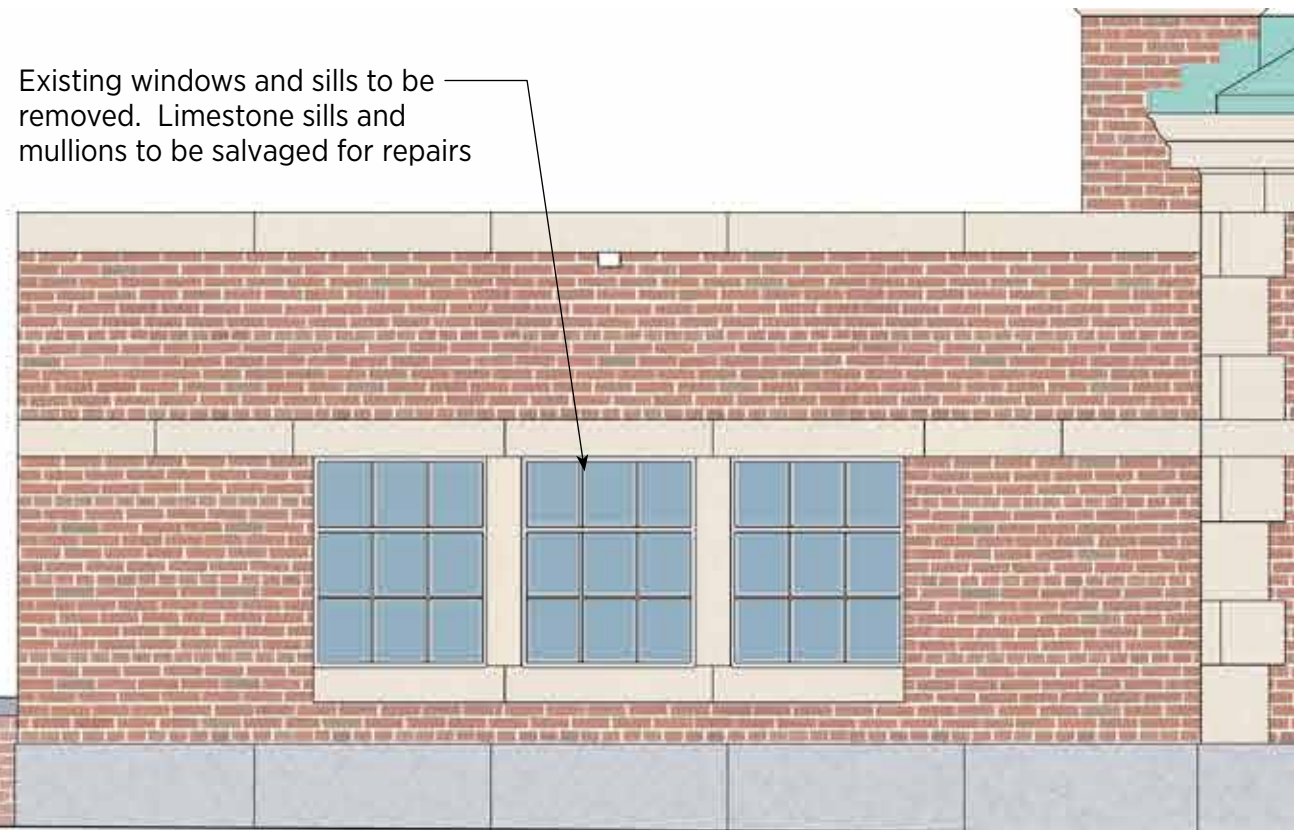 Existing windows and sills to be
removed.  Limestone sills and
mullions to be salvaged for repairs